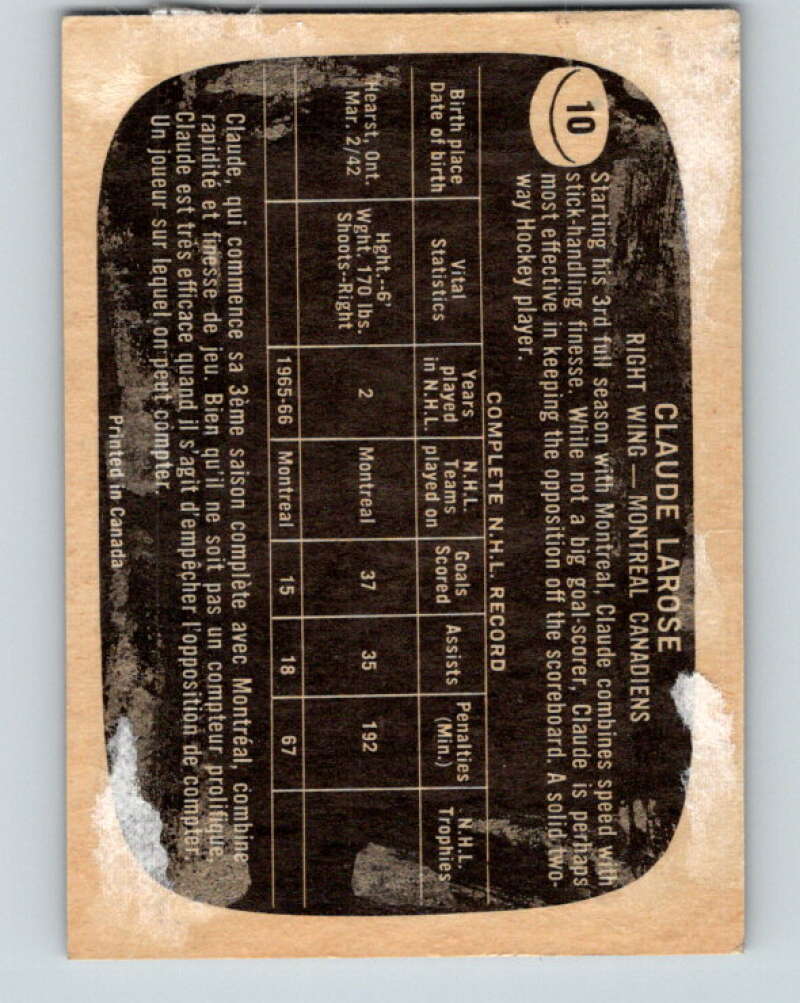 CLAUDE LAROSE
RIGHT WING — MONTREAL CANADIENS
10
Starting his 3rd full season with Montreal, Claude combines speed with
stick-handling finesse. While not a big goal-scorer, Claude is perhaps
most effective in keeping the opposition off the scoreboard. A solid two-
way Hockey player.
COMPLETE N.H.L. RECORD
Birth place Vital Years N.H.L. Goals Assists Penalties N.H.L.
Date of birth Statistics played Teams Scored (Min.) Trophies
in N.H.L. played on
Hearst, Ont. Hght.--6' 2 Montreal 37 35 192
Mar. 2/42 Wght. 170 lbs.
Shoots--Right
1965-66 Montreal 15 18 67
Claude, qui commence sa 3ème saison complète avec Montréal, combine
rapidité et finesse de jeu. Bien qu'il ne soit pas un compteur prolifique,
Claude est très efficace quand il s'agit d'empêcher l'opposition de compter.
Un joueur sur lequel on peut compter.
Printed in Canada